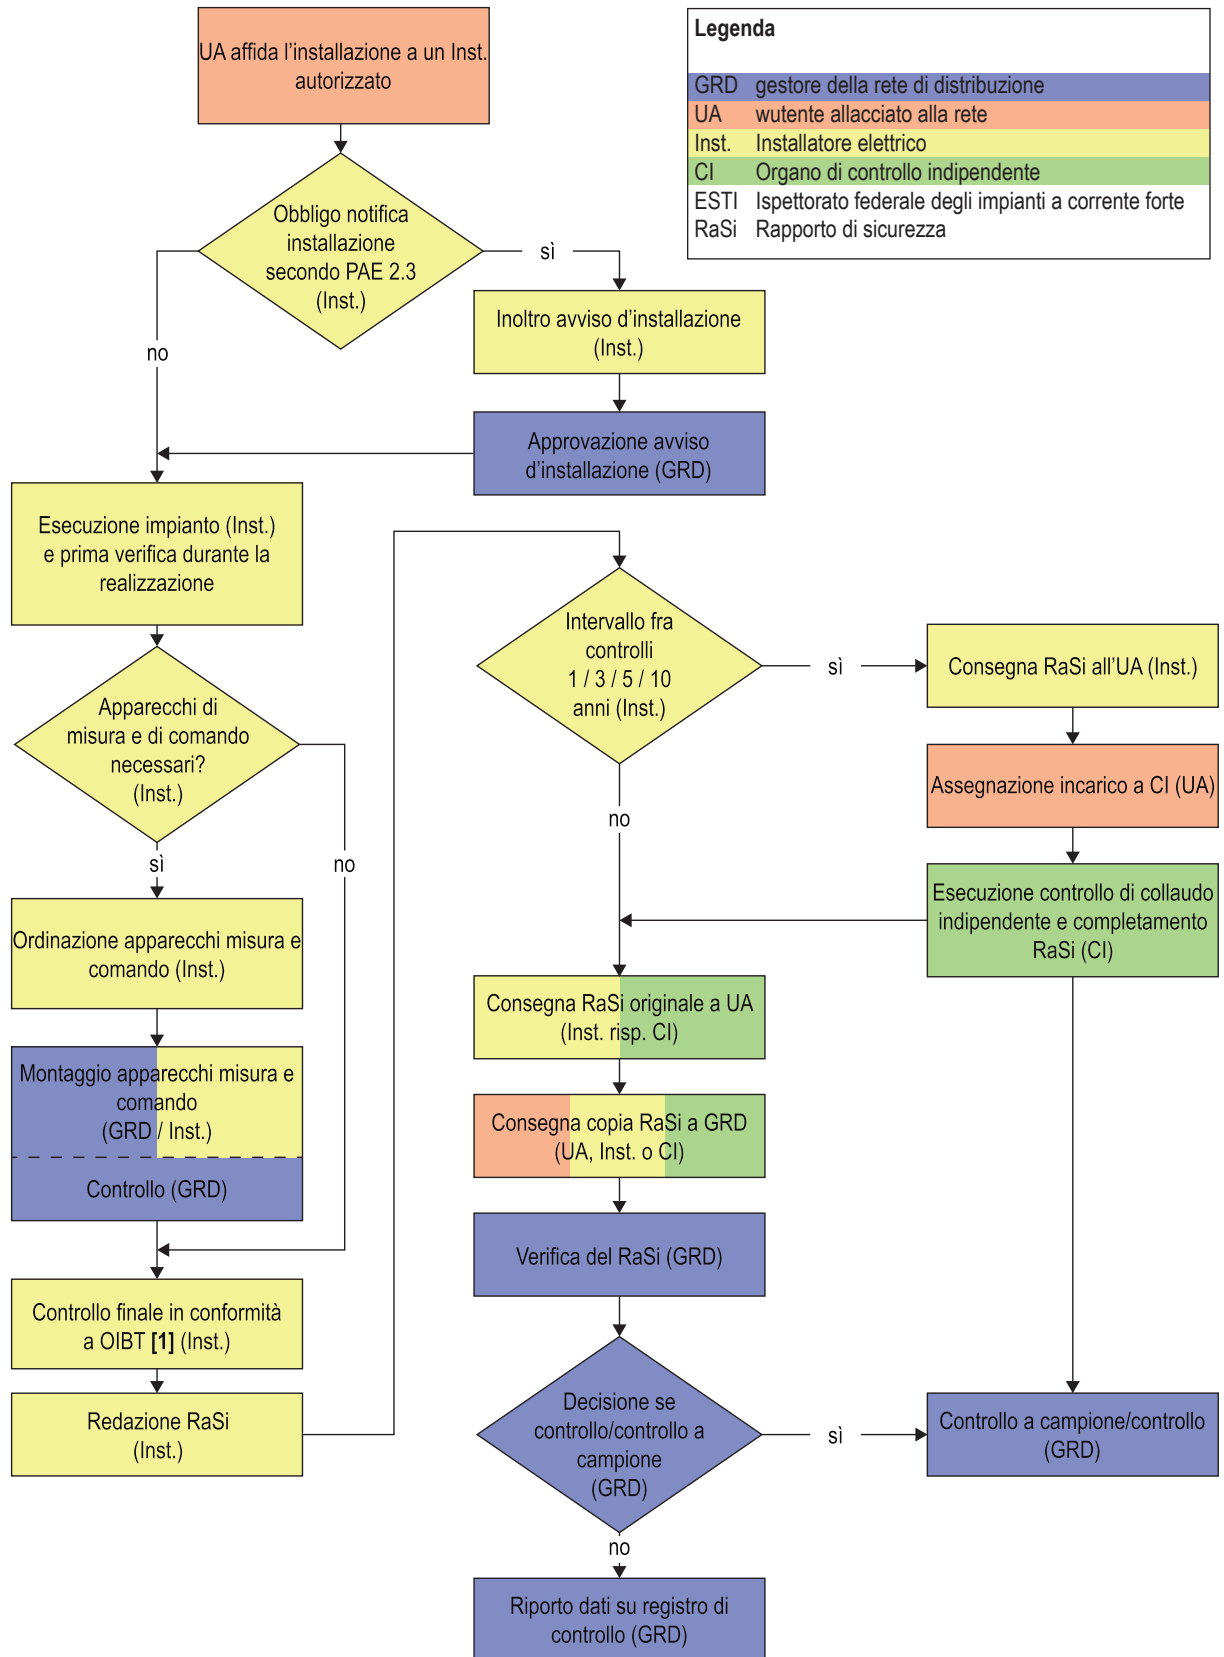 UA affida l'installazione a un Inst.
autorizzato
Legenda
GRD gestore della rete di distribuzione
UA wutente allacciato alla rete
Inst. Installatore elettrico
CI Organo di controllo indipendente
ESTI Ispettorato federale degli impianti a corrente forte
RaSi Rapporto di sicurezza
Obbligo notifica
installazione
secondo PAE 2.3
(Inst.)
sì
no
Inoltro avviso d'installazione
(Inst.)
Approvazione avviso
d'installazione (GRD)
Esecuzione impianto (Inst.)
e prima verifica durante la
realizzazione
Apparecchi di
misura e di comando
necessari?
(Inst.)
sì
no
Ordinazione apparecchi misura e
comando (Inst.)
Montaggio apparecchi misura e
comando
(GRD / Inst.)
Controllo (GRD)
Controllo finale in conformità
a OIBT [1] (Inst.)
Redazione RaSi
(Inst.)
Intervallo fra
controlli
1 / 3 / 5 / 10
anni (Inst.)
sì
no
Consegna RaSi all'UA (Inst.)
Assegnazione incarico a CI (UA)
Esecuzione controllo di collaudo
indipendente e completamento
RaSi (CI)
Consegna RaSi originale a UA
(Inst. risp. CI)
Consegna copia RaSi a GRD
(UA, Inst. o CI)
Verifica del RaSi (GRD)
Decisione se
controllo/controllo a
campione
(GRD)
sì
no
Controllo a campione/controllo
(GRD)
Riporto dati su registro di
controllo (GRD)